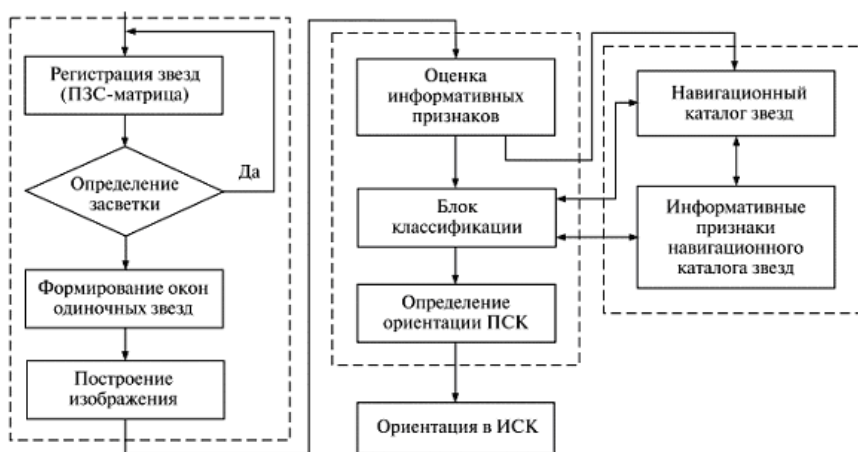 Регистрация звезд
(ПЗС-матрица)
Да
Определение
засветки
Формирование окон
одиночных звезд
Построение
изображения
Оценка
информативных
признаков
Блок
классификации
Определение
ориентации ПСК
Ориентация в ИСК
Навигационный
каталог звезд
Информативные
признаки
навигационного
каталога звезд